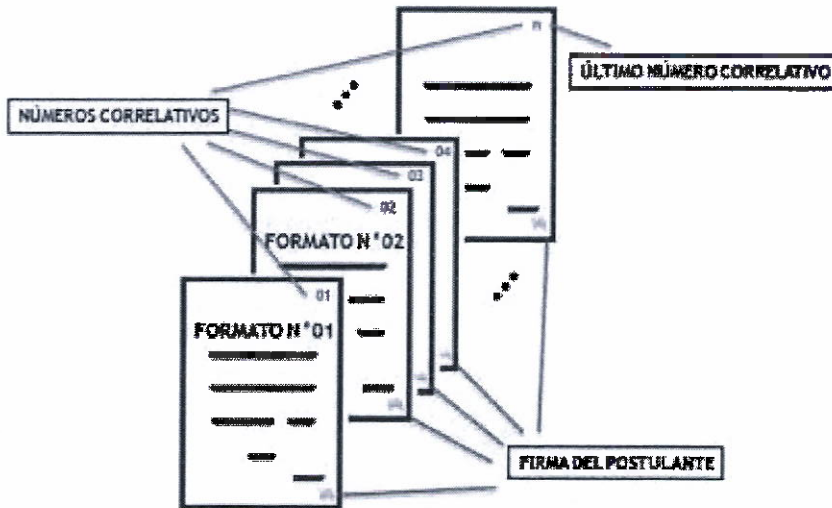 n
ÚLTIMO NÚMERO CORRELATIVO
NÚMEROS CORRELATIVOS
04
03
02
FORMATO N°02
01
FORMATO N°01
FIRMA DEL POSTULANTE